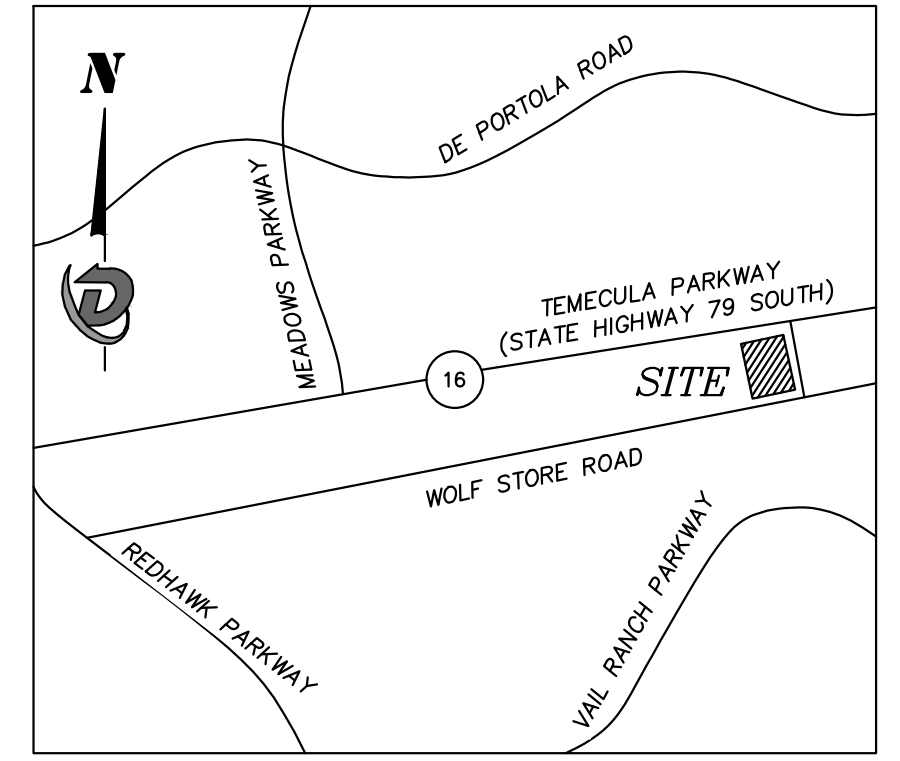 N
DE PORTOLA ROAD
MEADOWS PARKWAY
D
TEMECULA PARKWAY
(STATE HIGHWAY 79 SOUTH)
16
SITE
WOLF STORE ROAD
REDHAWK PARKWAY
VAIL RANCH PARKWAY